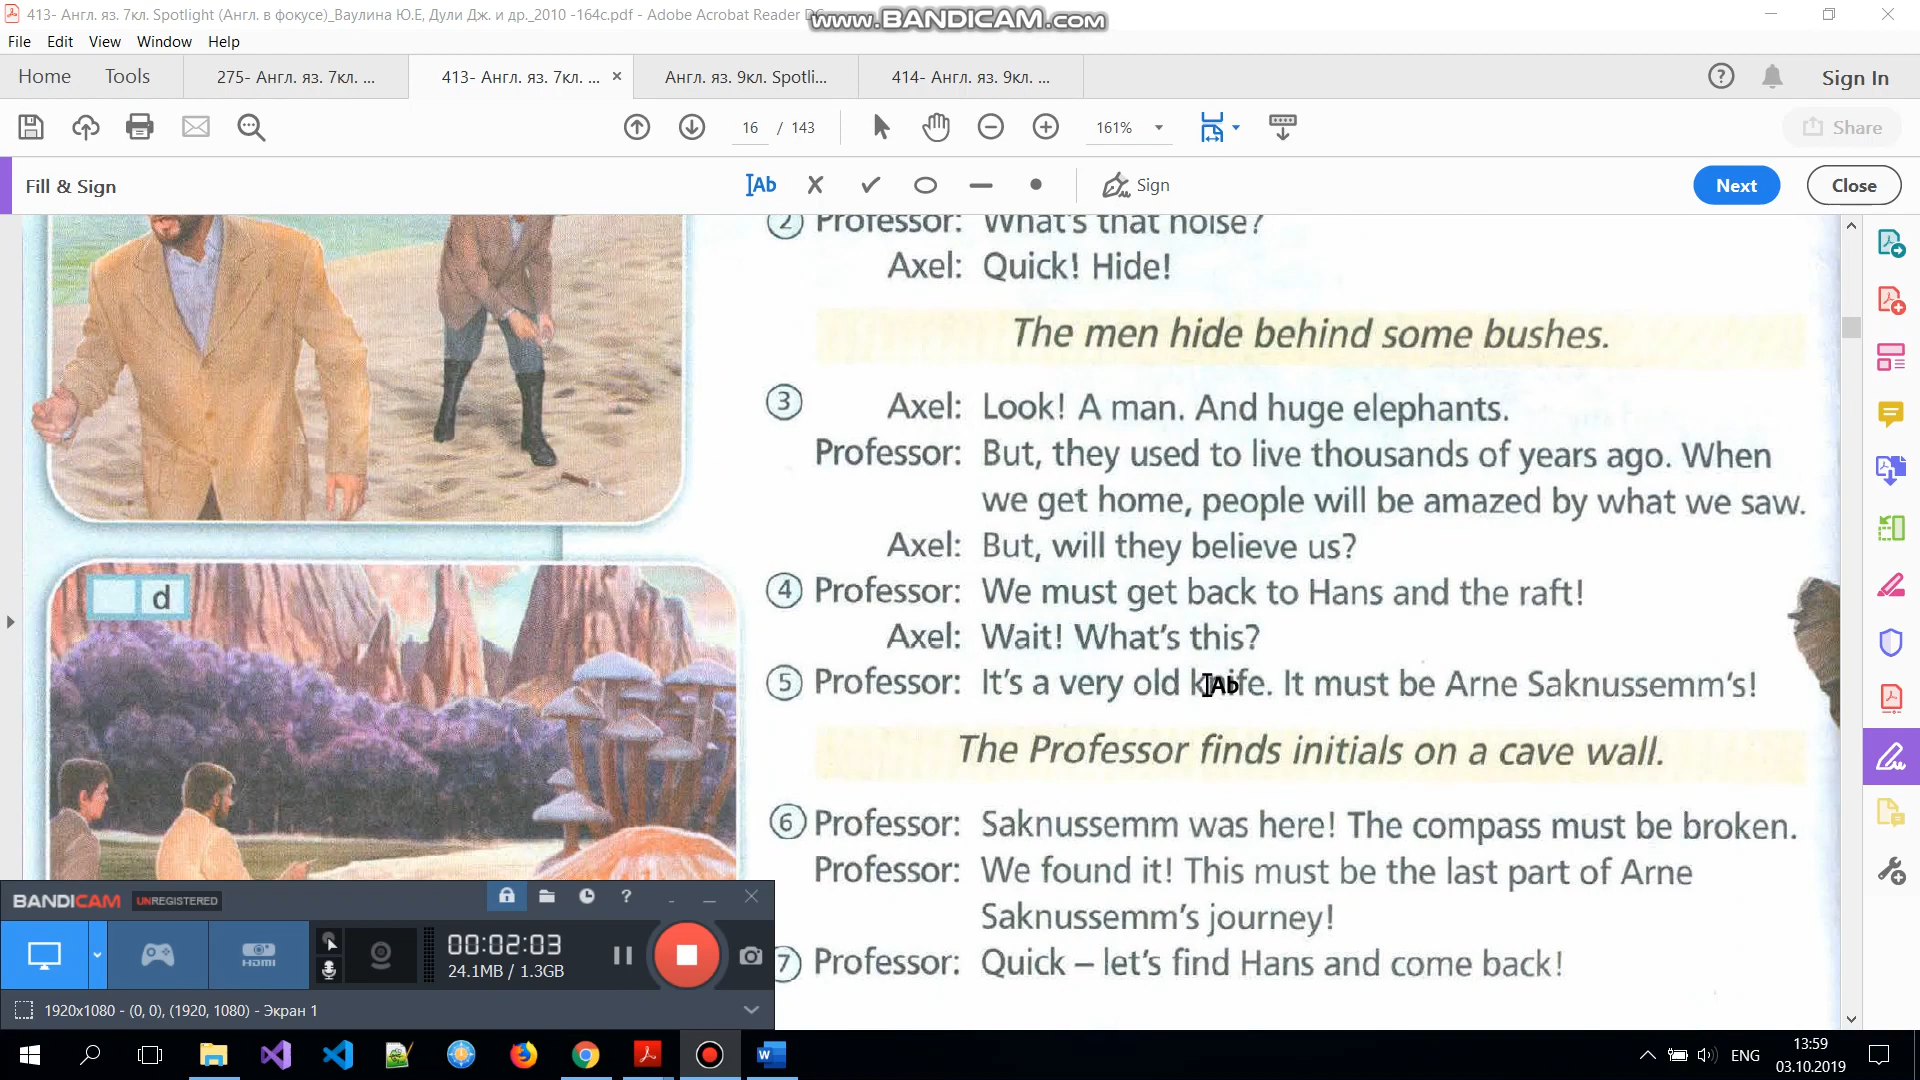 413- Англ. яз. 7кл. Spotlight (Англ. в фокусе)_Ваулина Ю.Е, Дули Дж. и др._2010 -164с.pdf - Adobe Acrobat Reader DC
www.BANDICAM.com
File Edit View Window Help
Home Tools 275- Англ. яз. 7кл. ... 413- Англ. яз. 7кл. ... Англ. яз. 9кл. Spotli... 414- Англ. яз. 9кл. ... Sign In
16 / 143 161% Share
Fill & Sign Ab Sign Next Close
2 Professor: What's that noise?
Axel: Quick! Hide!
The men hide behind some bushes.
3 Axel: Look! A man. And huge elephants.
Professor: But, they used to live thousands of years ago. When
we get home, people will be amazed by what we saw.
Axel: But, will they believe us?
d
4 Professor: We must get back to Hans and the raft!
Axel: Wait! What's this?
5 Professor: It's a very old knife. It must be Arne Saknussemm's!
Ab
The Professor finds initials on a cave wall.
6 Professor: Saknussemm was here! The compass must be broken.
Professor: We found it! This must be the last part of Arne
Saknussemm's journey!
7 Professor: Quick – let's find Hans and come back!
BANDICAM UNREGISTERED
HDMI
00:02:03
24.1MB / 1.3GB
1920x1080 - (0, 0), (1920, 1080) - Экран 1
ENG
13:59
03.10.2019